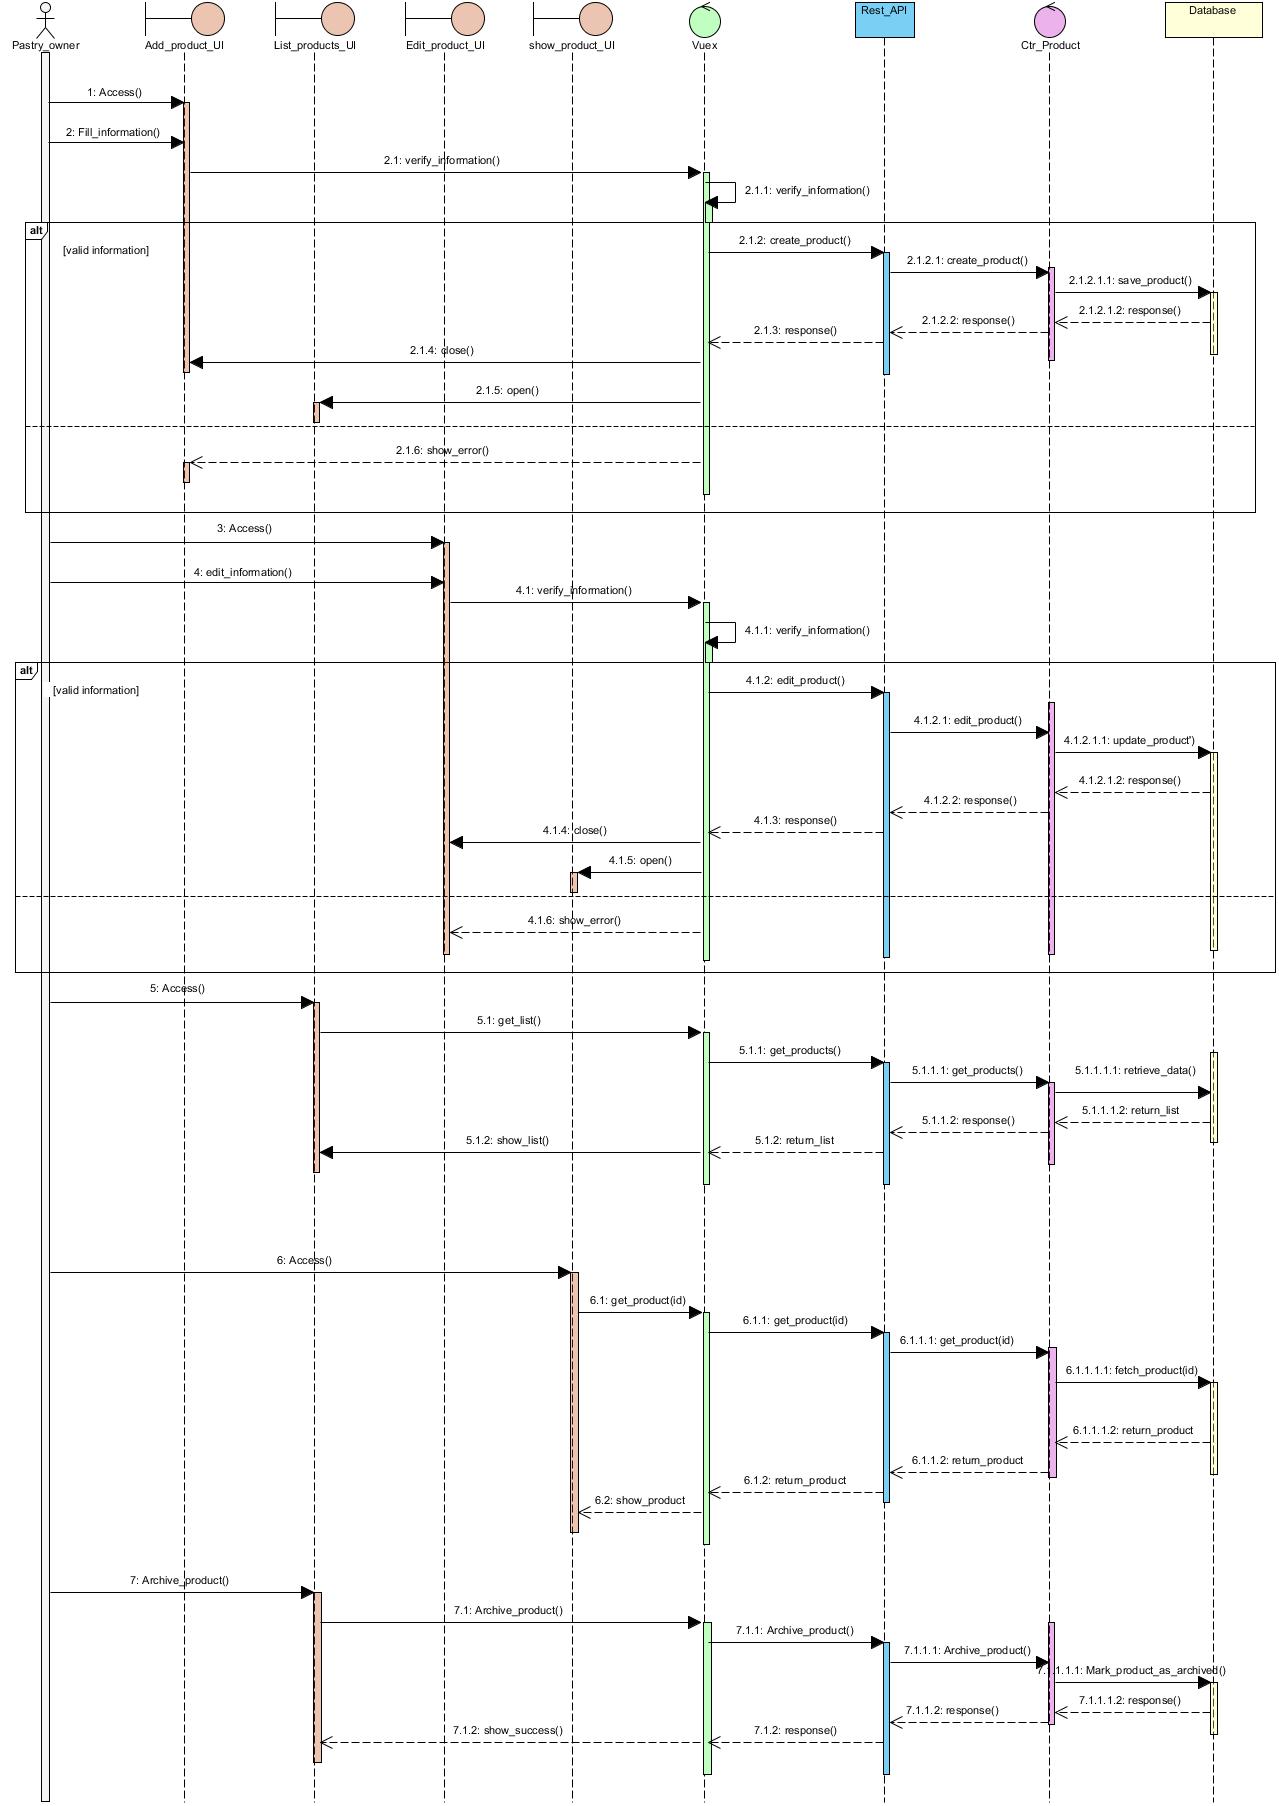 Pastry_owner
Add_product_UI
List_products_UI
Edit_product_UI
show_product_UI
Vuex
Rest_API
Ctr_Product
Database
1: Access()
2: Fill_information()
2.1: verify_information()
2.1.1: verify_information()
alt
[valid information]
2.1.2: create_product()
2.1.2.1: create_product()
2.1.2.1.1: save_product()
2.1.2.1.2: response()
2.1.2.2: response()
2.1.3: response()
2.1.4: close()
2.1.5: open()
2.1.6: show_error()
3: Access()
4: edit_information()
4.1: verify_information()
4.1.1: verify_information()
alt
[valid information]
4.1.2: edit_product()
4.1.2.1: edit_product()
4.1.2.1.1: update_product')
4.1.2.1.2: response()
4.1.2.2: response()
4.1.3: response()
4.1.4: close()
4.1.5: open()
4.1.6: show_error()
5: Access()
5.1: get_list()
5.1.1: get_products()
5.1.1.1: get_products()
5.1.1.1.1: retrieve_data()
5.1.1.1.2: return_list
5.1.1.2: response()
5.1.2: show_list()
5.1.2: return_list
6: Access()
6.1: get_product(id)
6.1.1: get_product(id)
6.1.1.1: get_product(id)
6.1.1.1.1: fetch_product(id)
6.1.1.1.2: return_product
6.1.1.2: return_product
6.1.2: return_product
6.2: show_product
7: Archive_product()
7.1: Archive_product()
7.1.1: Archive_product()
7.1.1.1: Archive_product()
7.1.1.1.1: Mark_product_as_archived()
7.1.1.1.2: response()
7.1.1.2: response()
7.1.2: show_success()
7.1.2: response()